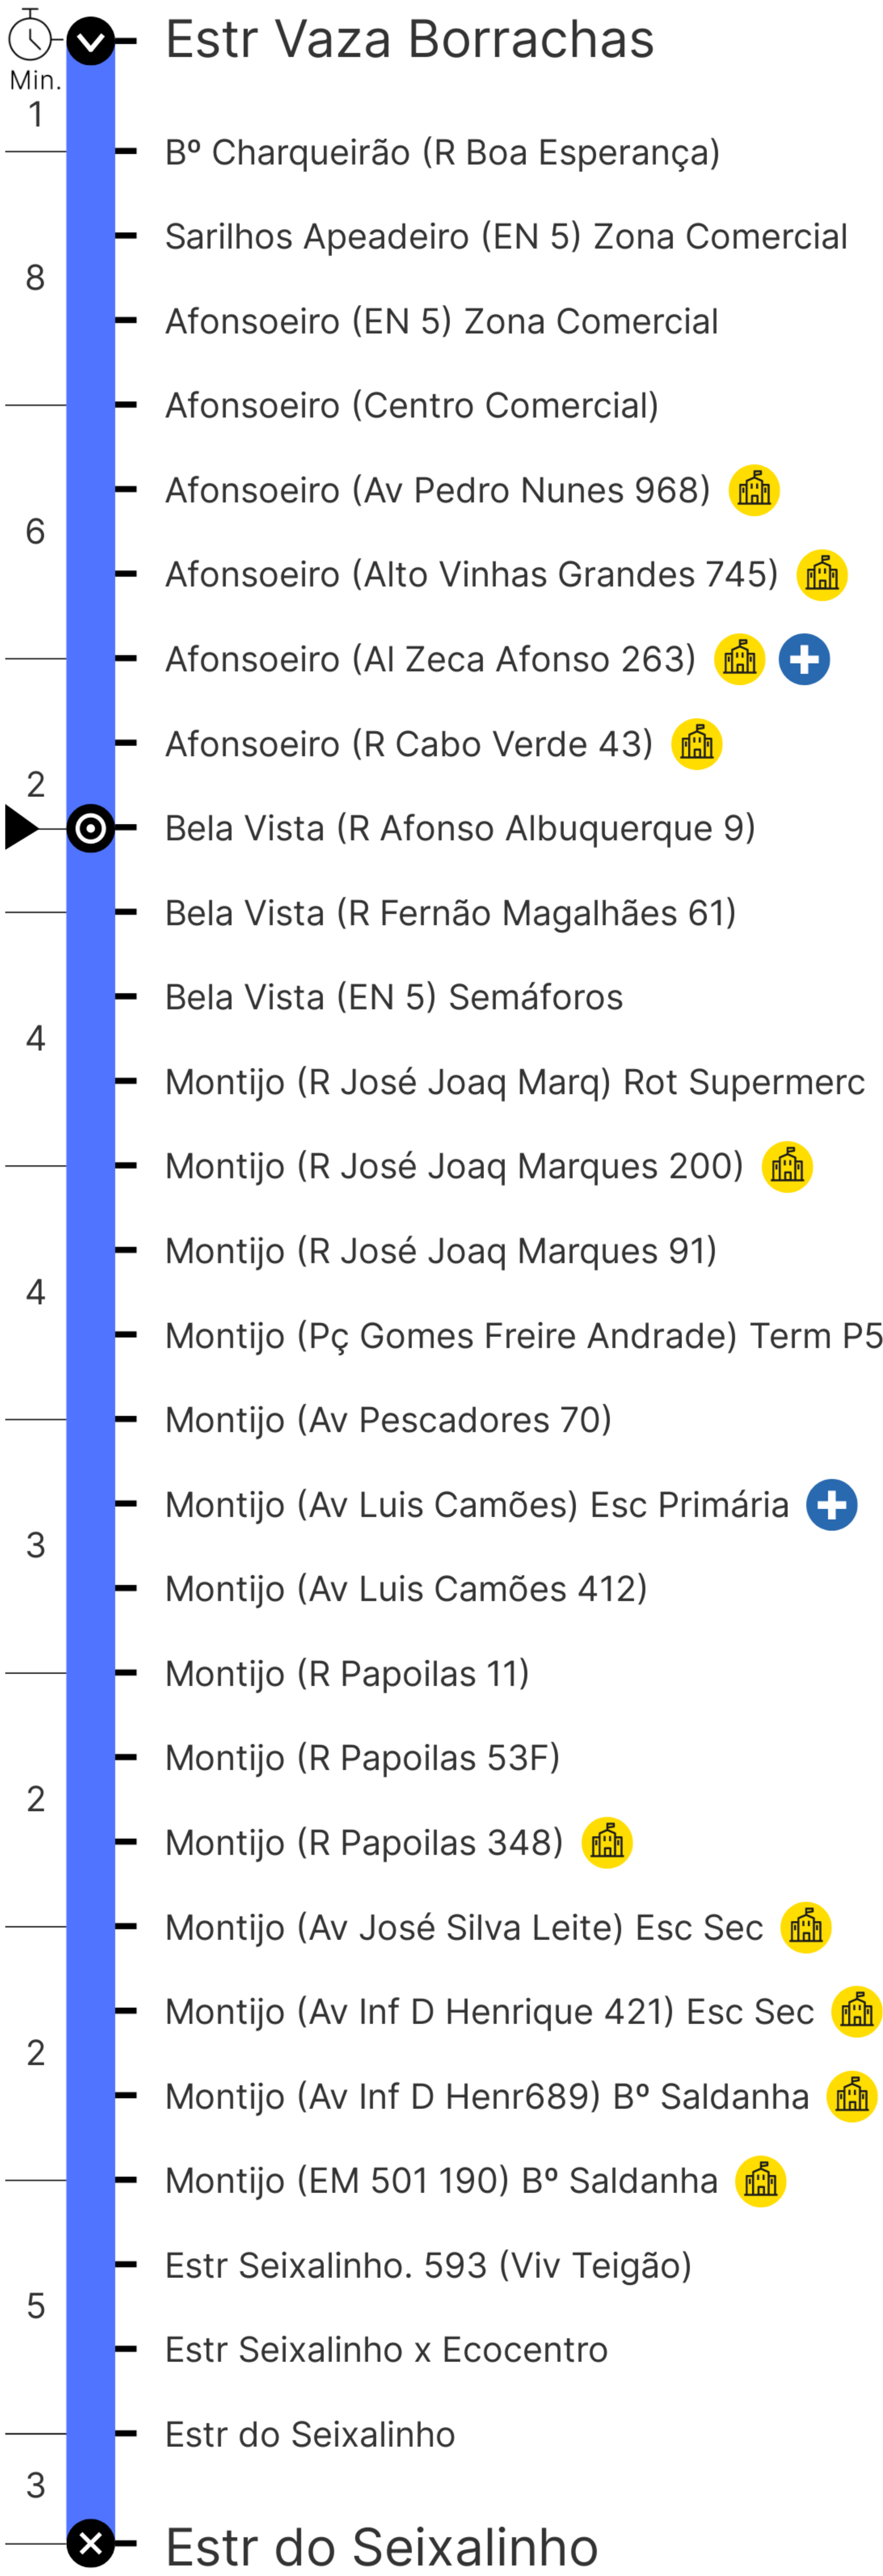 Estr Vaza Borrachas
Min.
1
Bº Charqueirão (R Boa Esperança)
Sarilhos Apeadeiro (EN 5) Zona Comercial
8
Afonsoeiro (EN 5) Zona Comercial
Afonsoeiro (Centro Comercial)
Afonsoeiro (Av Pedro Nunes 968)
6
Afonsoeiro (Alto Vinhas Grandes 745)
Afonsoeiro (Al Zeca Afonso 263)
Afonsoeiro (R Cabo Verde 43)
2
Bela Vista (R Afonso Albuquerque 9)
Bela Vista (R Fernão Magalhães 61)
Bela Vista (EN 5) Semáforos
4
Montijo (R José Joaq Marq) Rot Supermerc
Montijo (R José Joaq Marques 200)
Montijo (R José Joaq Marques 91)
4
Montijo (Pç Gomes Freire Andrade) Term P5
Montijo (Av Pescadores 70)
Montijo (Av Luis Camões) Esc Primária
3
Montijo (Av Luis Camões 412)
Montijo (R Papoilas 11)
Montijo (R Papoilas 53F)
2
Montijo (R Papoilas 348)
Montijo (Av José Silva Leite) Esc Sec
Montijo (Av Inf D Henrique 421) Esc Sec
2
Montijo (Av Inf D Henr689) Bº Saldanha
Montijo (EM 501 190) Bº Saldanha
Estr Seixalinho. 593 (Viv Teigão)
5
Estr Seixalinho x Ecocentro
Estr do Seixalinho
3
Estr do Seixalinho